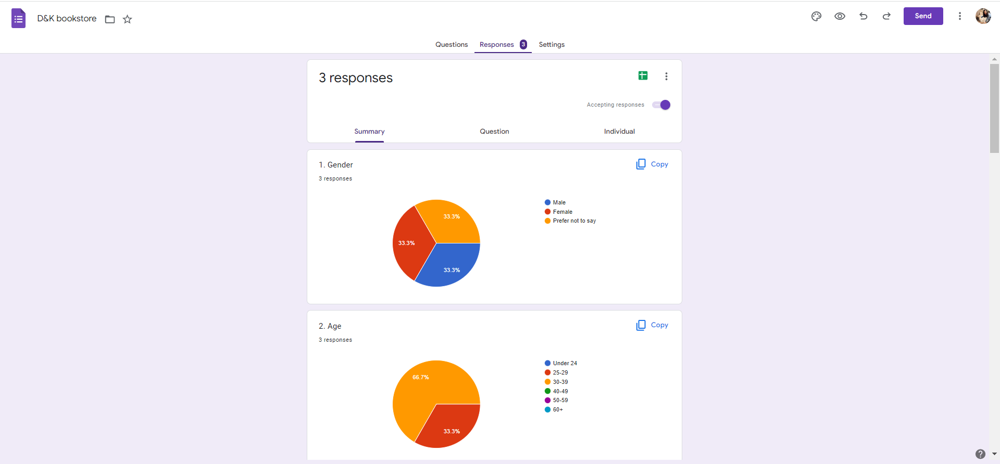 D&K bookstore
Send
Questions
Responses 3
Settings
3 responses
Accepting responses
Summary
Question
Individual
1. Gender
Copy
3 responses
33.3%
33.3%
33.3%
Male
Female
Prefer not to say
2. Age
Copy
3 responses
66.7%
33.3%
Under 24
25-29
30-39
40-49
50-59
60+
?